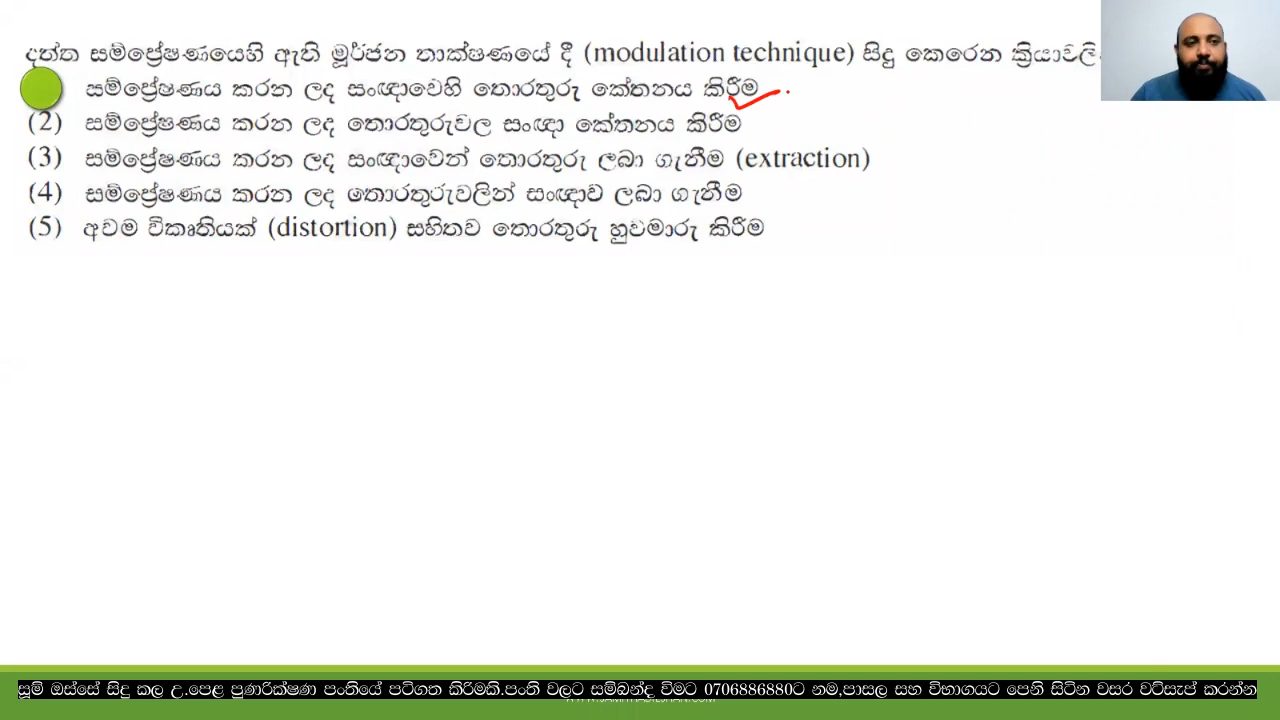 දත්ත සම්ප්‍රේෂණයෙහි ඇති මූර්ජන තාක්ෂණයේ දී (modulation technique) සිදු කෙරෙන
සම්ප්‍රේෂණය කරන ලද සංඥාවෙහි තොරතුරු කේතනය කිරීම
(2) සම්ප්‍රේෂණය කරන ලද තොරතුරුවල සංඥා කේතනය කිරීම
(3) සම්ප්‍රේෂණය කරන ලද සංඥාවෙන් තොරතුරු ලබා ගැනීම (extraction)
(4) සම්ප්‍රේෂණය කරන ලද තොරතුරුවලින් සංඥාව ලබා ගැනීම
(5) අවම විකෘතියක් (distortion) සහිතව තොරතුරු හුවමාරු කිරීම
සූම් ඔස්සේ සිදු කල උ.පෙළ පුණරික්ෂණ පංතියේ පටිගත කිරිමකි.පංති වලට සම්බන්ද වීමට 0706886880ට නම,පාසල සහ විභාගයට පෙනී සිටින වසර වට්සැප් කරන්න